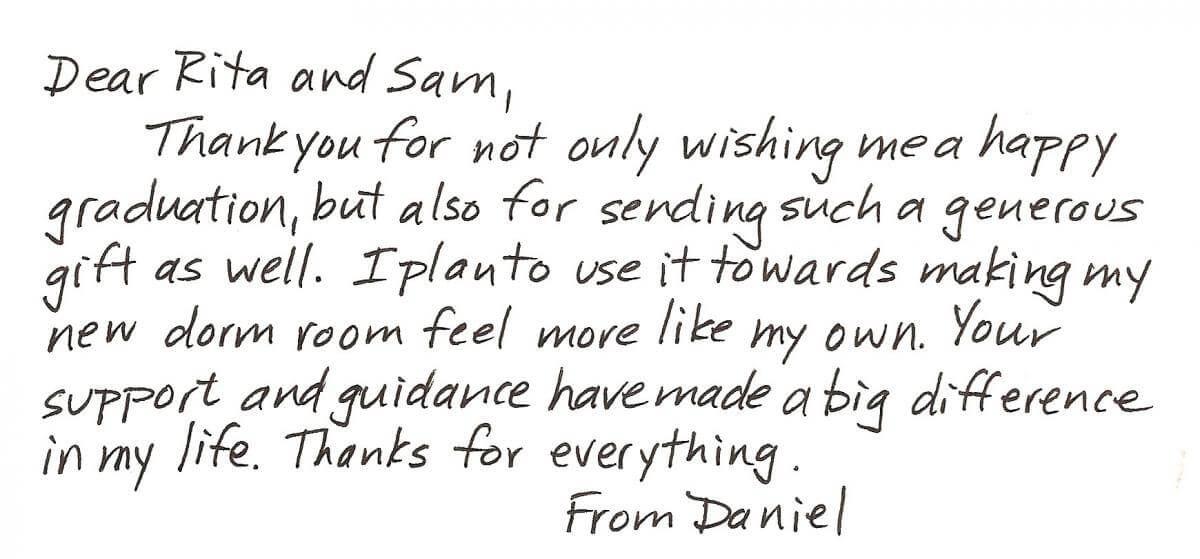 Dear Rita and Sam,
Thank you for not only wishing me a happy
graduation, but also for sending such a generous
gift as well. I plan to use it towards making my
new dorm room feel more like my own. Your
support and guidance have made a big difference
in my life. Thanks for everything.
From Daniel